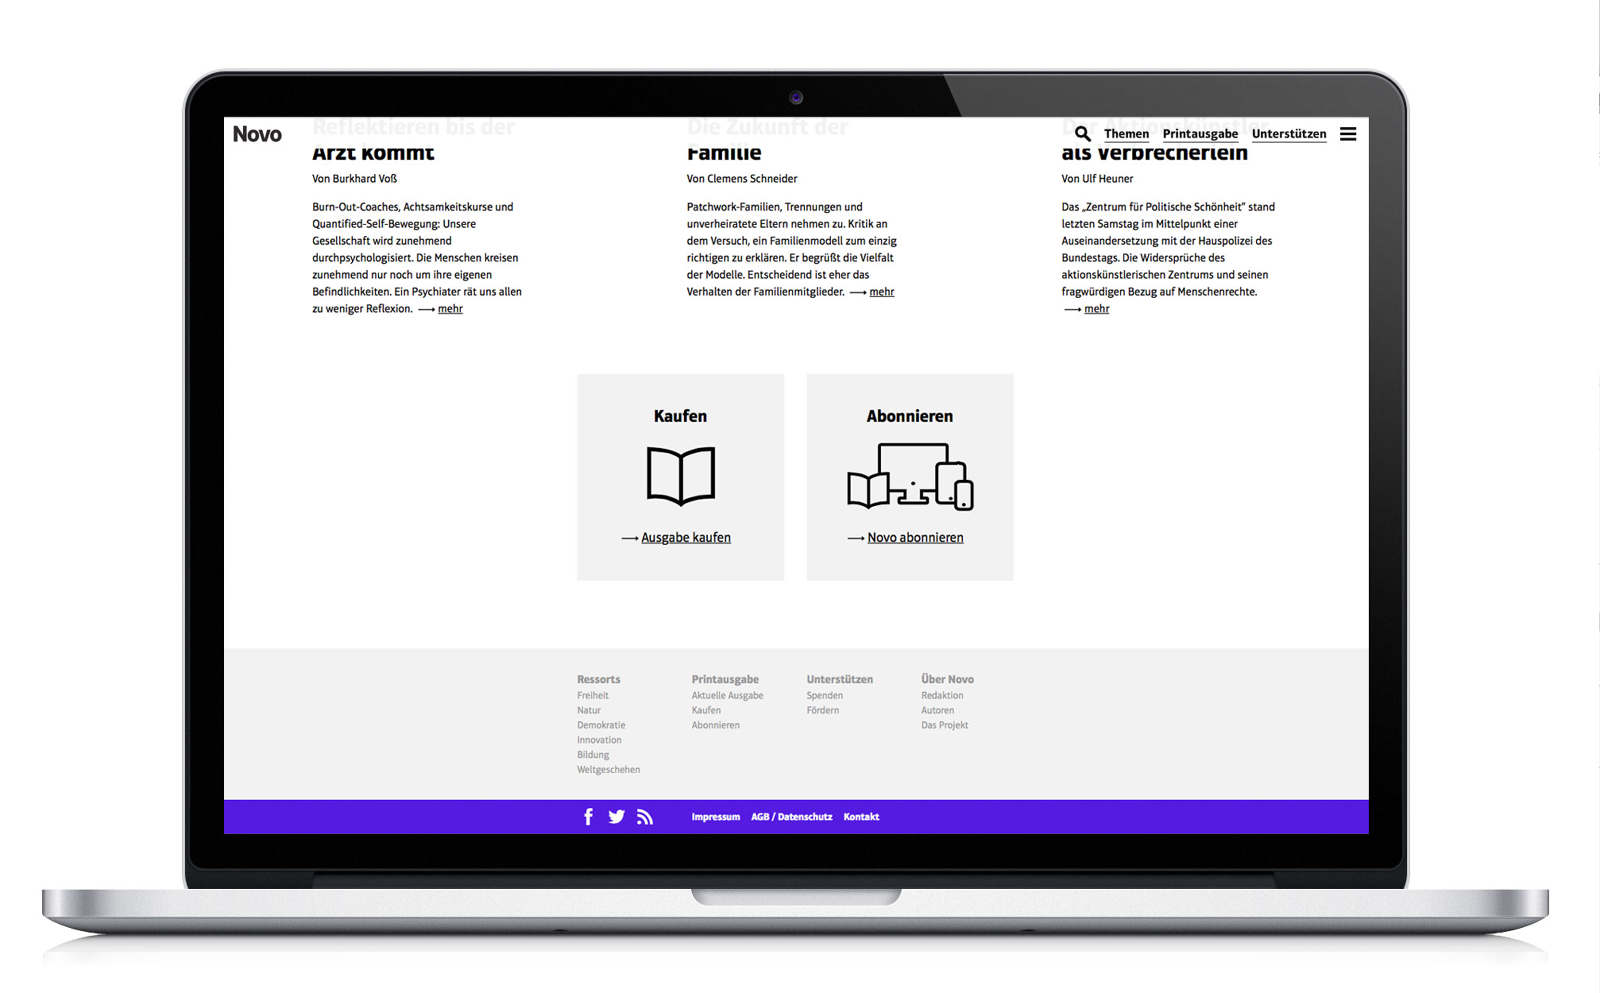 Novo
Themen Printausgabe Unterstützen
Reflektieren bis der
Arzt kommt
Von Burkhard Voß
Burn-Out-Coaches, Achtsamkeitskurse und
Quantified-Self-Bewegung: Unsere
Gesellschaft wird zunehmend
durchpsychologisiert. Die Menschen kreisen
zunehmend nur noch um ihre eigenen
Befindlichkeiten. Ein Psychiater rät uns allen
zu weniger Reflexion. ⟶ mehr
Die Zukunft der
Familie
Von Clemens Schneider
Patchwork-Familien, Trennungen und
unverheiratete Eltern nehmen zu. Kritik an
dem Versuch, ein Familienmodell zum einzig
richtigen zu erklären. Er begrüßt die Vielfalt
der Modelle. Entscheidend ist eher das
Verhalten der Familienmitglieder. ⟶ mehr
Der Aktionskünstler
als Verbrecherlein
Von Ulf Heuner
Das „Zentrum für Politische Schönheit“ stand
letzten Samstag im Mittelpunkt einer
Auseinandersetzung mit der Hauspolizei des
Bundestags. Die Widersprüche des
aktionskünstlerischen Zentrums und seinen
fragwürdigen Bezug auf Menschenrechte.
⟶ mehr
Kaufen
⟶ Ausgabe kaufen
Abonnieren
⟶ Novo abonnieren
Ressorts
Freiheit
Natur
Demokratie
Innovation
Bildung
Weltgeschehen
Printausgabe
Aktuelle Ausgabe
Kaufen
Abonnieren
Unterstützen
Spenden
Fördern
Über Novo
Redaktion
Autoren
Das Projekt
Impressum AGB / Datenschutz Kontakt